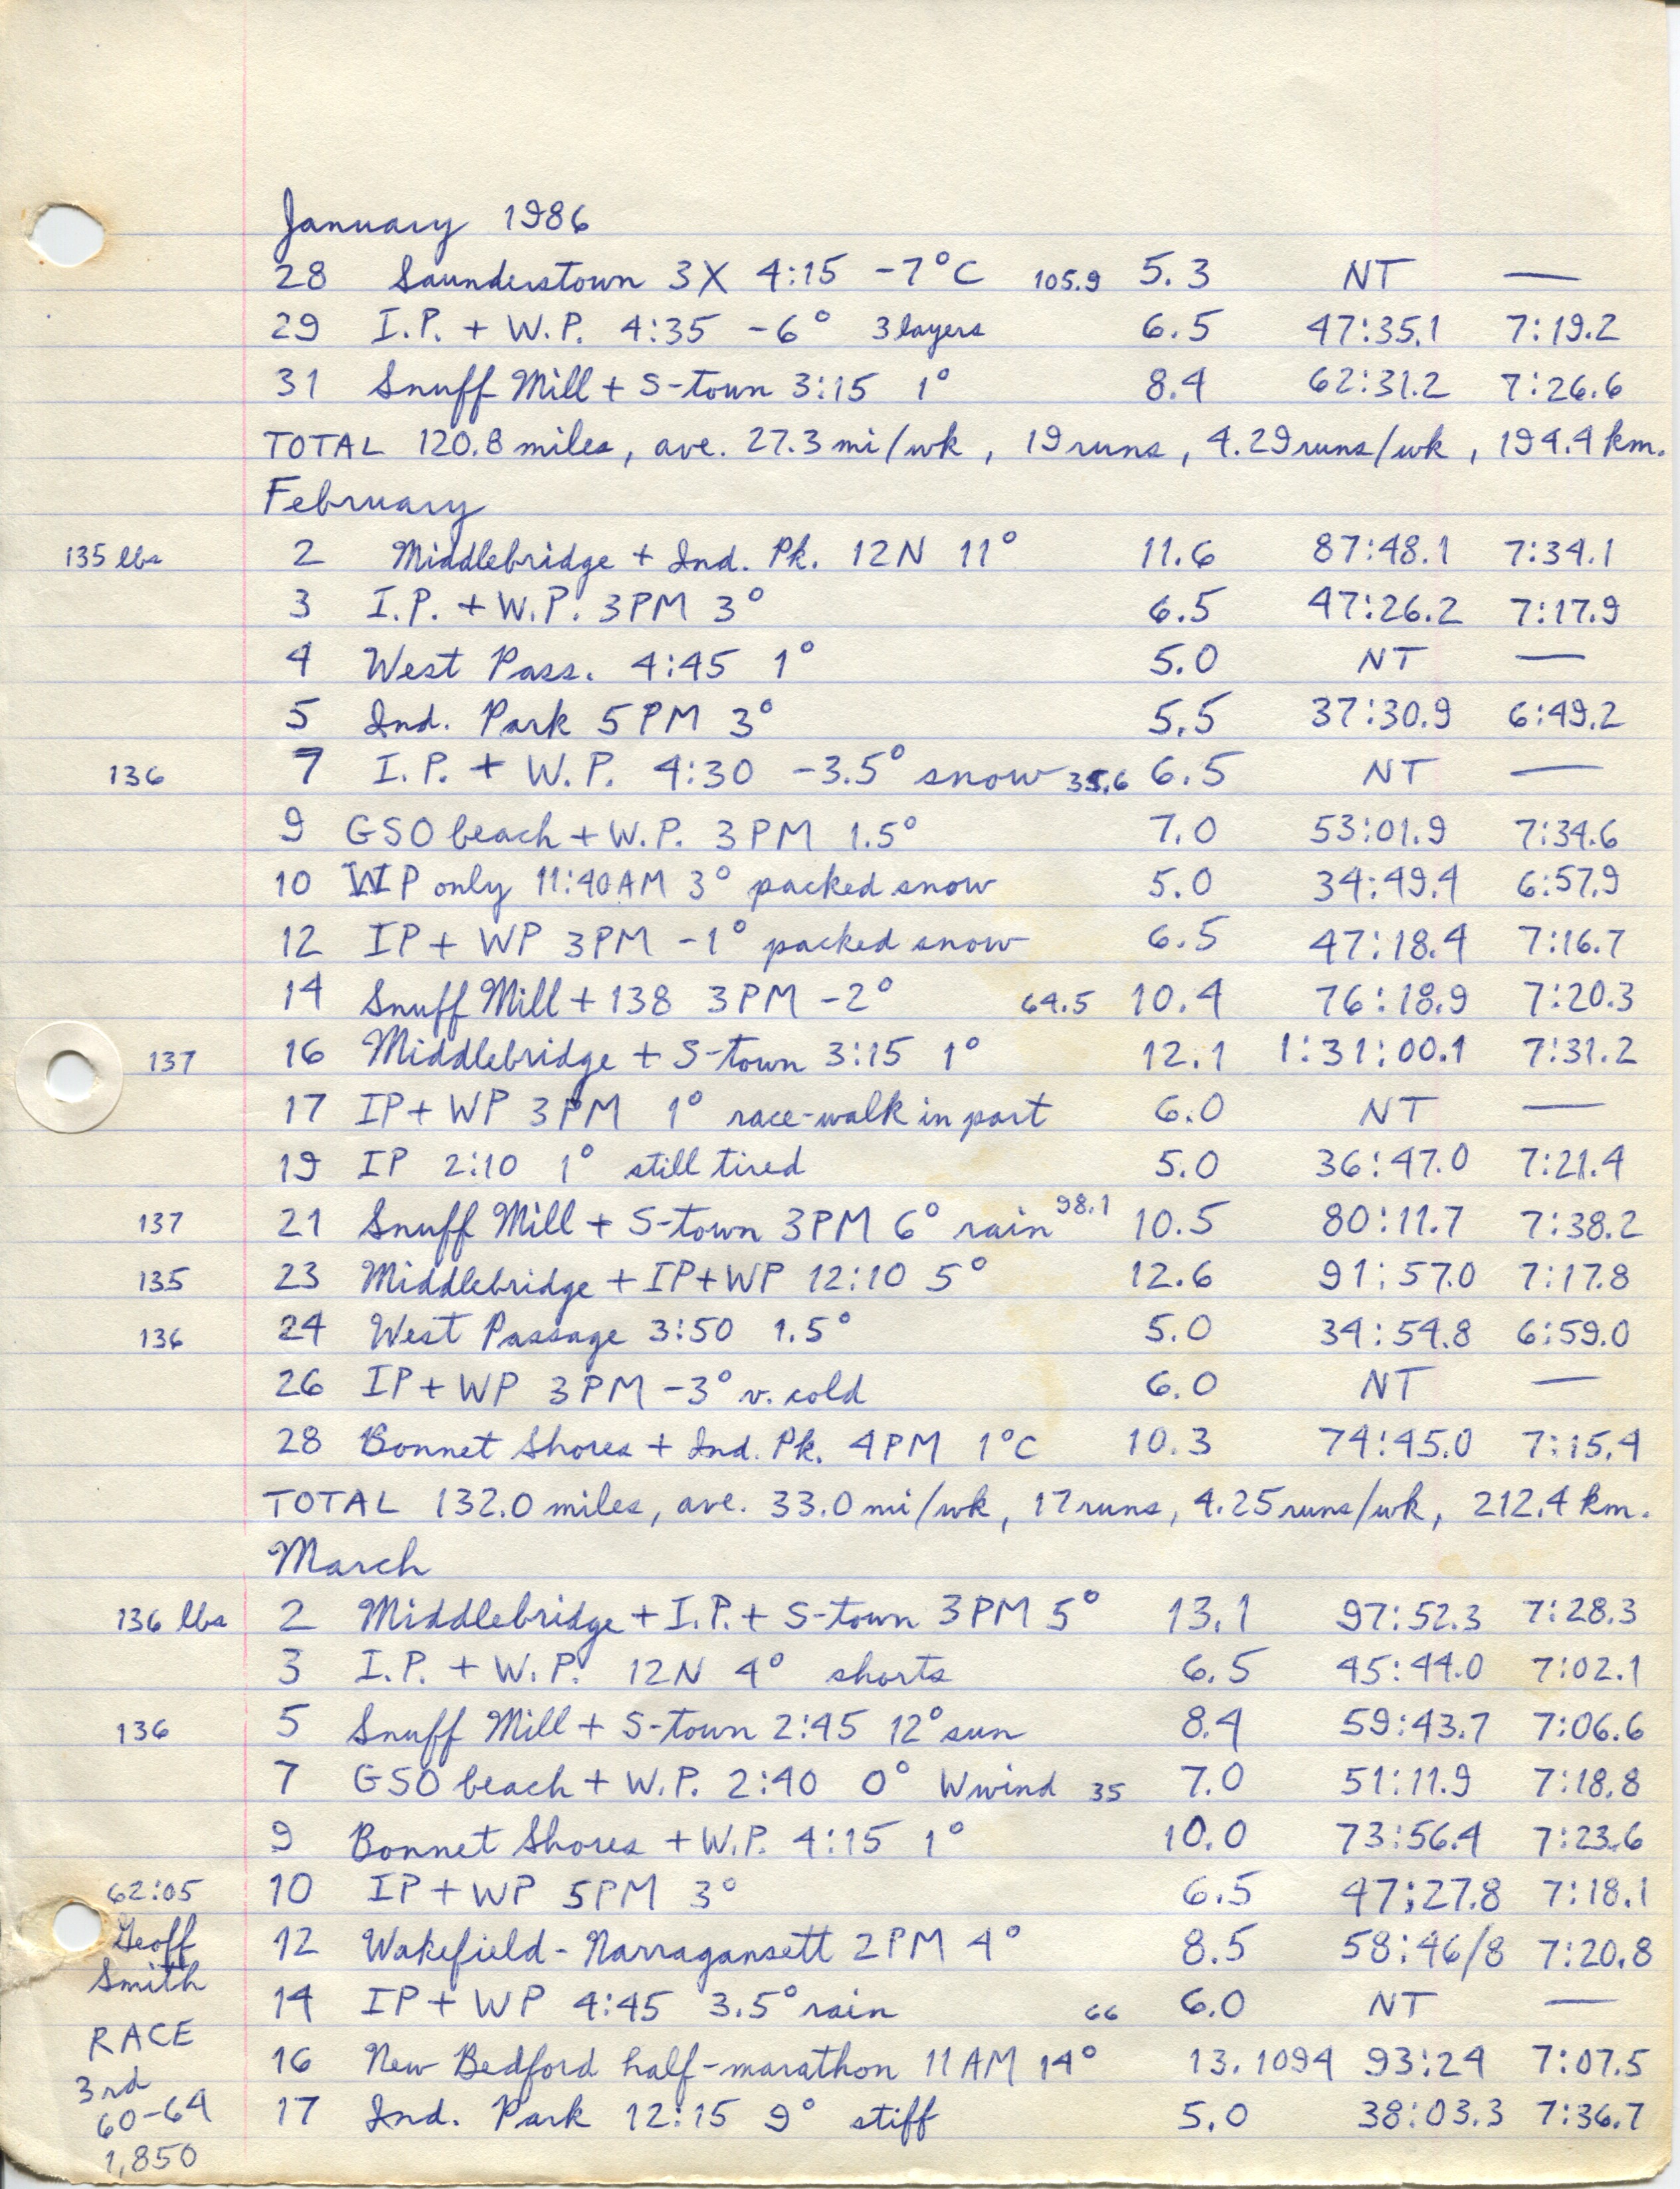 January 1986
28 Saunderstown 3X 4:15 -7°C 105.9 5.3 NT —
29 I.P. + W.P. 4:35 -6° 3 layers 6.5 47:35.1 7:19.2
31 Snuff Mill + S-town 3:15 1° 8.4 62:31.2 7:26.6
TOTAL 120.8 miles, ave. 27.3 mi/wk, 19 runs, 4.29 runs/wk, 194.4 km.
February
135 lbs 2 Middlebridge + Ind. Pk. 12N 11° 11.6 87:48.1 7:34.1
3 I.P. + W.P. 3PM 3° 6.5 47:26.2 7:17.9
4 West Pass. 4:45 1° 5.0 NT —
5 Ind. Park 5PM 3° 5.5 37:30.9 6:49.2
136 7 I.P. + W.P. 4:30 -3.5° snow 35.6 6.5 NT —
9 GSO beach + W.P. 3PM 1.5° 7.0 53:01.9 7:34.6
10 WP only 11:40AM 3° packed snow 5.0 34:49.4 6:57.9
12 IP + WP 3PM -1° packed snow 6.5 47:18.4 7:16.7
14 Snuff Mill + 138 3PM -2° 64.5 10.4 76:18.9 7:20.3
137 16 Middlebridge + S-town 3:15 1° 12.1 1:31:00.1 7:31.2
17 IP + WP 3PM 1° race-walk in part 6.0 NT —
19 IP 2:10 1° still tired 5.0 36:47.0 7:21.4
137 21 Snuff Mill + S-town 3PM 6° rain 98.1 10.5 80:11.7 7:38.2
135 23 Middlebridge + IP + WP 12:10 5° 12.6 91:57.0 7:17.8
136 24 West Passage 3:50 1.5° 5.0 34:54.8 6:59.0
26 IP + WP 3PM -3° v. cold 6.0 NT —
28 Bonnet Shores + Ind. Pk. 4PM 1°C 10.3 74:45.0 7:15.4
TOTAL 132.0 miles, ave. 33.0 mi/wk, 17 runs, 4.25 runs/wk, 212.4 km.
March
136 lbs 2 Middlebridge + I.P. + S-town 3PM 5° 13.1 97:52.3 7:28.3
3 I.P. + W.P. 12N 4° shorts 6.5 45:44.0 7:02.1
136 5 Snuff Mill + S-town 2:45 12° sun 8.4 59:43.7 7:06.6
7 GSO beach + W.P. 2:40 0° W wind 35 7.0 51:11.9 7:18.8
9 Bonnet Shores + W.P. 4:15 1° 10.0 73:56.4 7:23.6
62:05 10 IP + WP 5PM 3° 6.5 47:27.8 7:18.1
Geoff 12 Wakefield - Narragansett 2PM 4° 8.5 58:46/8 7:20.8
Smith
14 IP + WP 4:45 3.5° rain 66 6.0 NT —
RACE
16 New Bedford half-marathon 11AM 14° 13.1094 93:24 7:07.5
3rd
60-64 17 Ind. Park 12:15 9° stiff 5.0 38:03.3 7:36.7
1,850